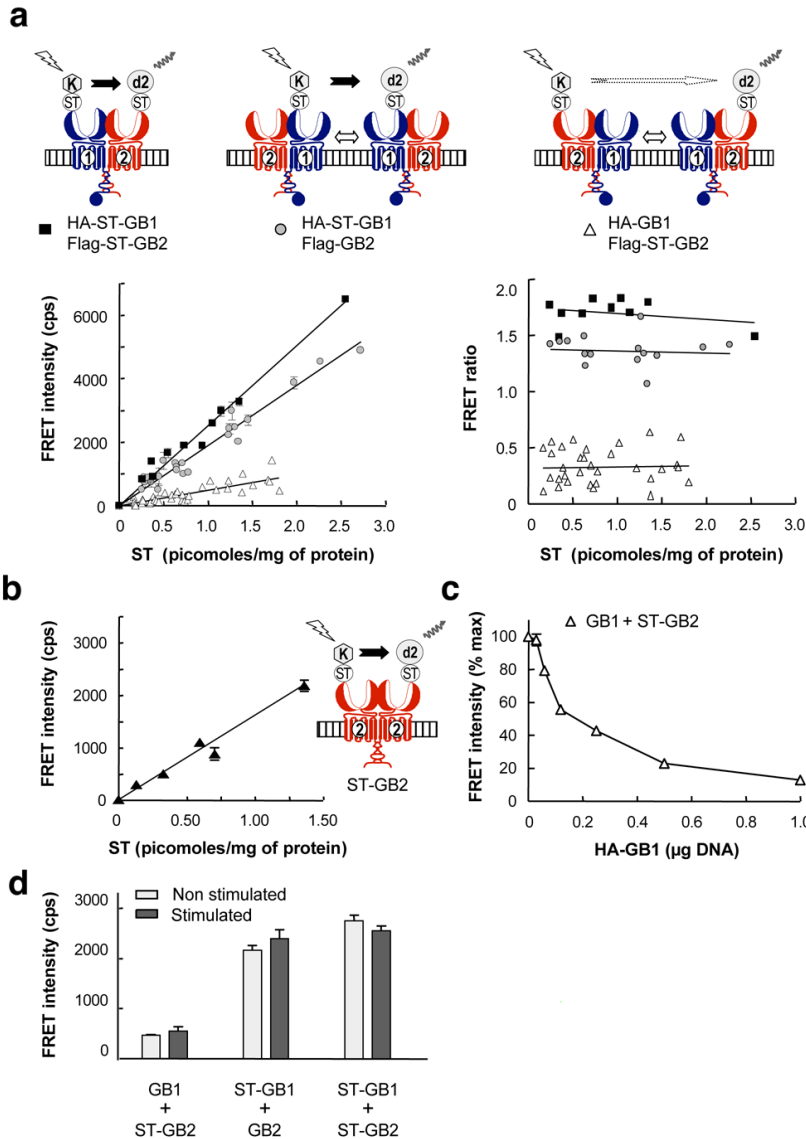 a
K
d2
ST
ST
1
2
K
d2
ST
ST
2
1
1
2
K
d2
ST
ST
2
1
1
2
■ HA-ST-GB1
Flag-ST-GB2
HA-ST-GB1
Flag-GB2
△ HA-GB1
Flag-ST-GB2
FRET intensity (cps)
6000
4000
2000
0
0
0.5
1.0
1.5
2.0
2.5
3.0
ST (picomoles/mg of protein)
FRET ratio
2.0
1.5
1.0
0.5
0
0
0.5
1.0
1.5
2.0
2.5
3.0
ST (picomoles/mg of protein)
b
FRET intensity (cps)
3000
2000
1000
0
0
0.50
1.00
1.50
ST (picomoles/mg of protein)
K
d2
ST
ST
2
2
ST-GB2
c
FRET intensity (% max)
100
80
60
40
20
0
0
0.2
0.4
0.6
0.8
1.0
HA-GB1 (µg DNA)
△ GB1 + ST-GB2
d
FRET intensity (cps)
3000
2000
1000
0
Non stimulated
Stimulated
GB1
+
ST-GB2
ST-GB1
+
GB2
ST-GB1
+
ST-GB2